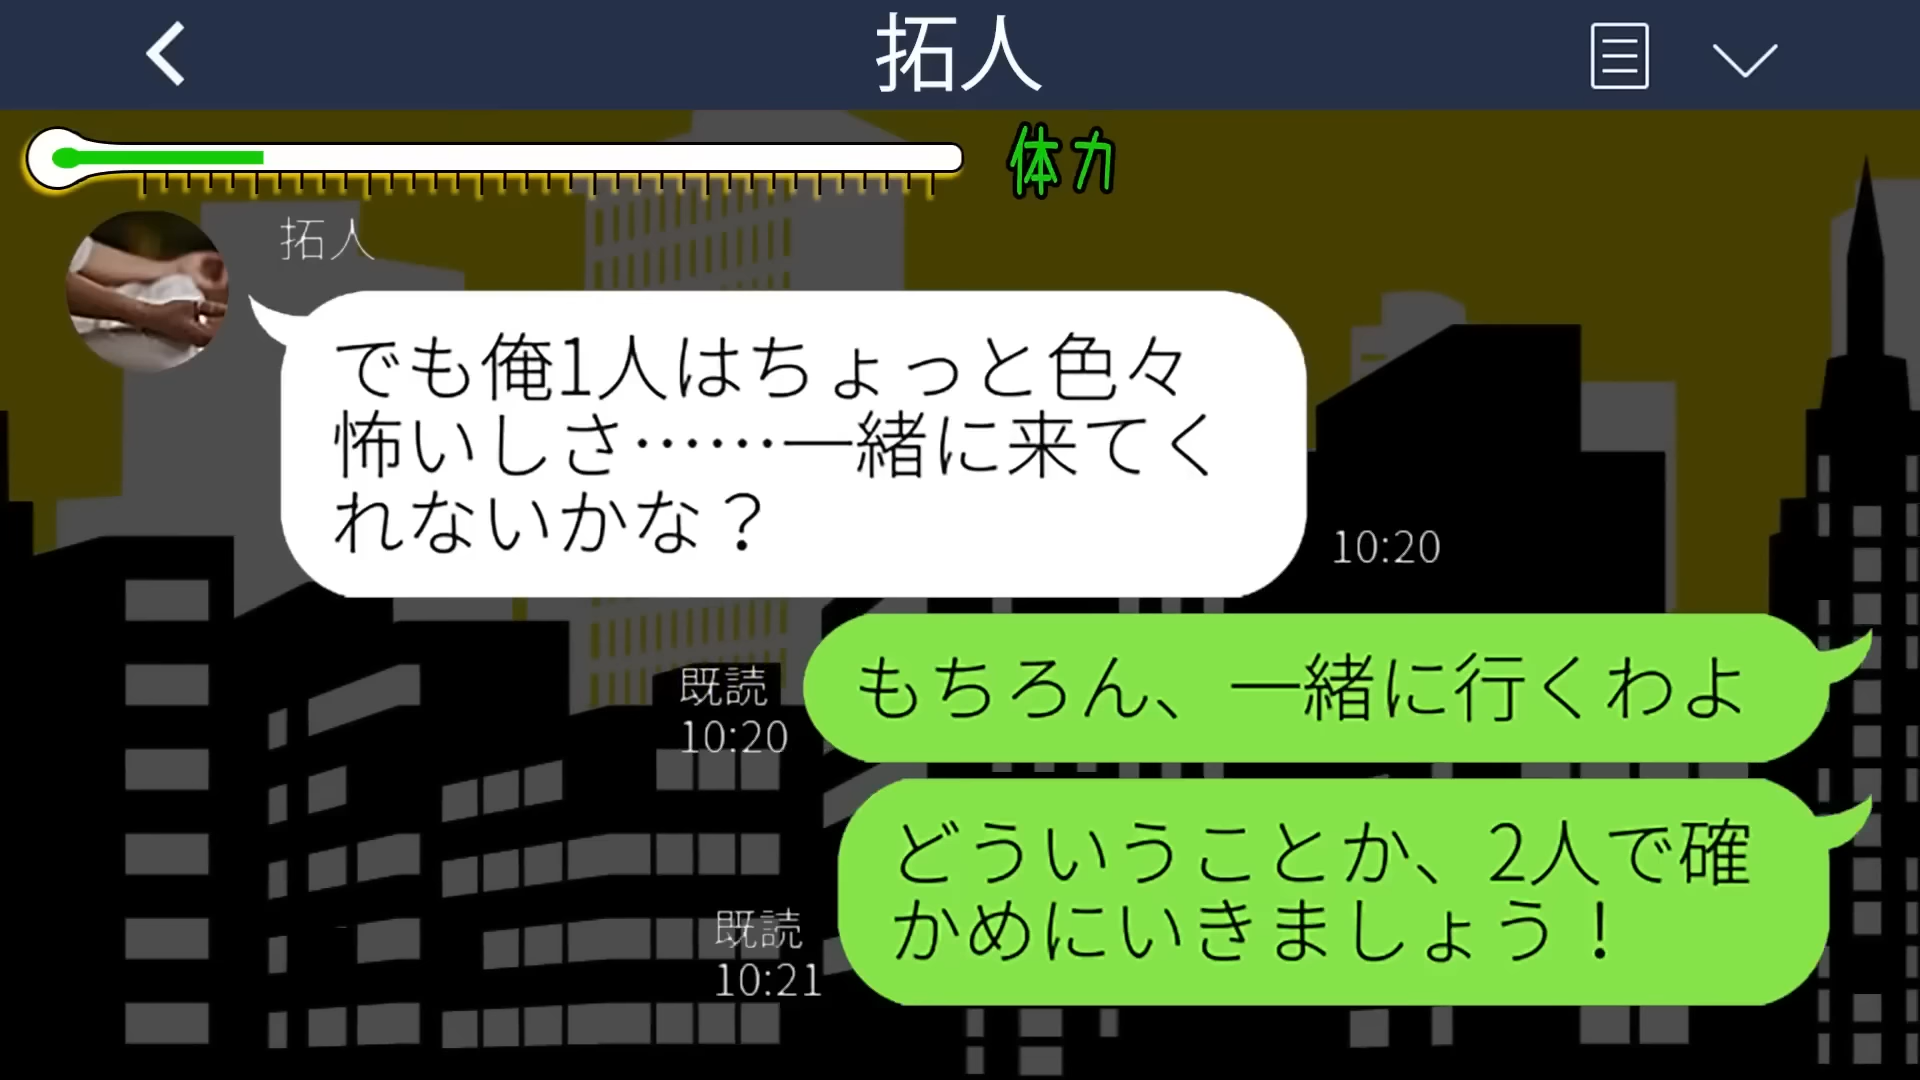 拓人
体力
拓人
でも俺1人はちょっと色々
怖いしさ……一緒に来てく
れないかな？
10:20
もちろん、一緒に行くわよ
既読
10:20
どういうことか、2人で確
かめにいきましょう！
既読
10:21